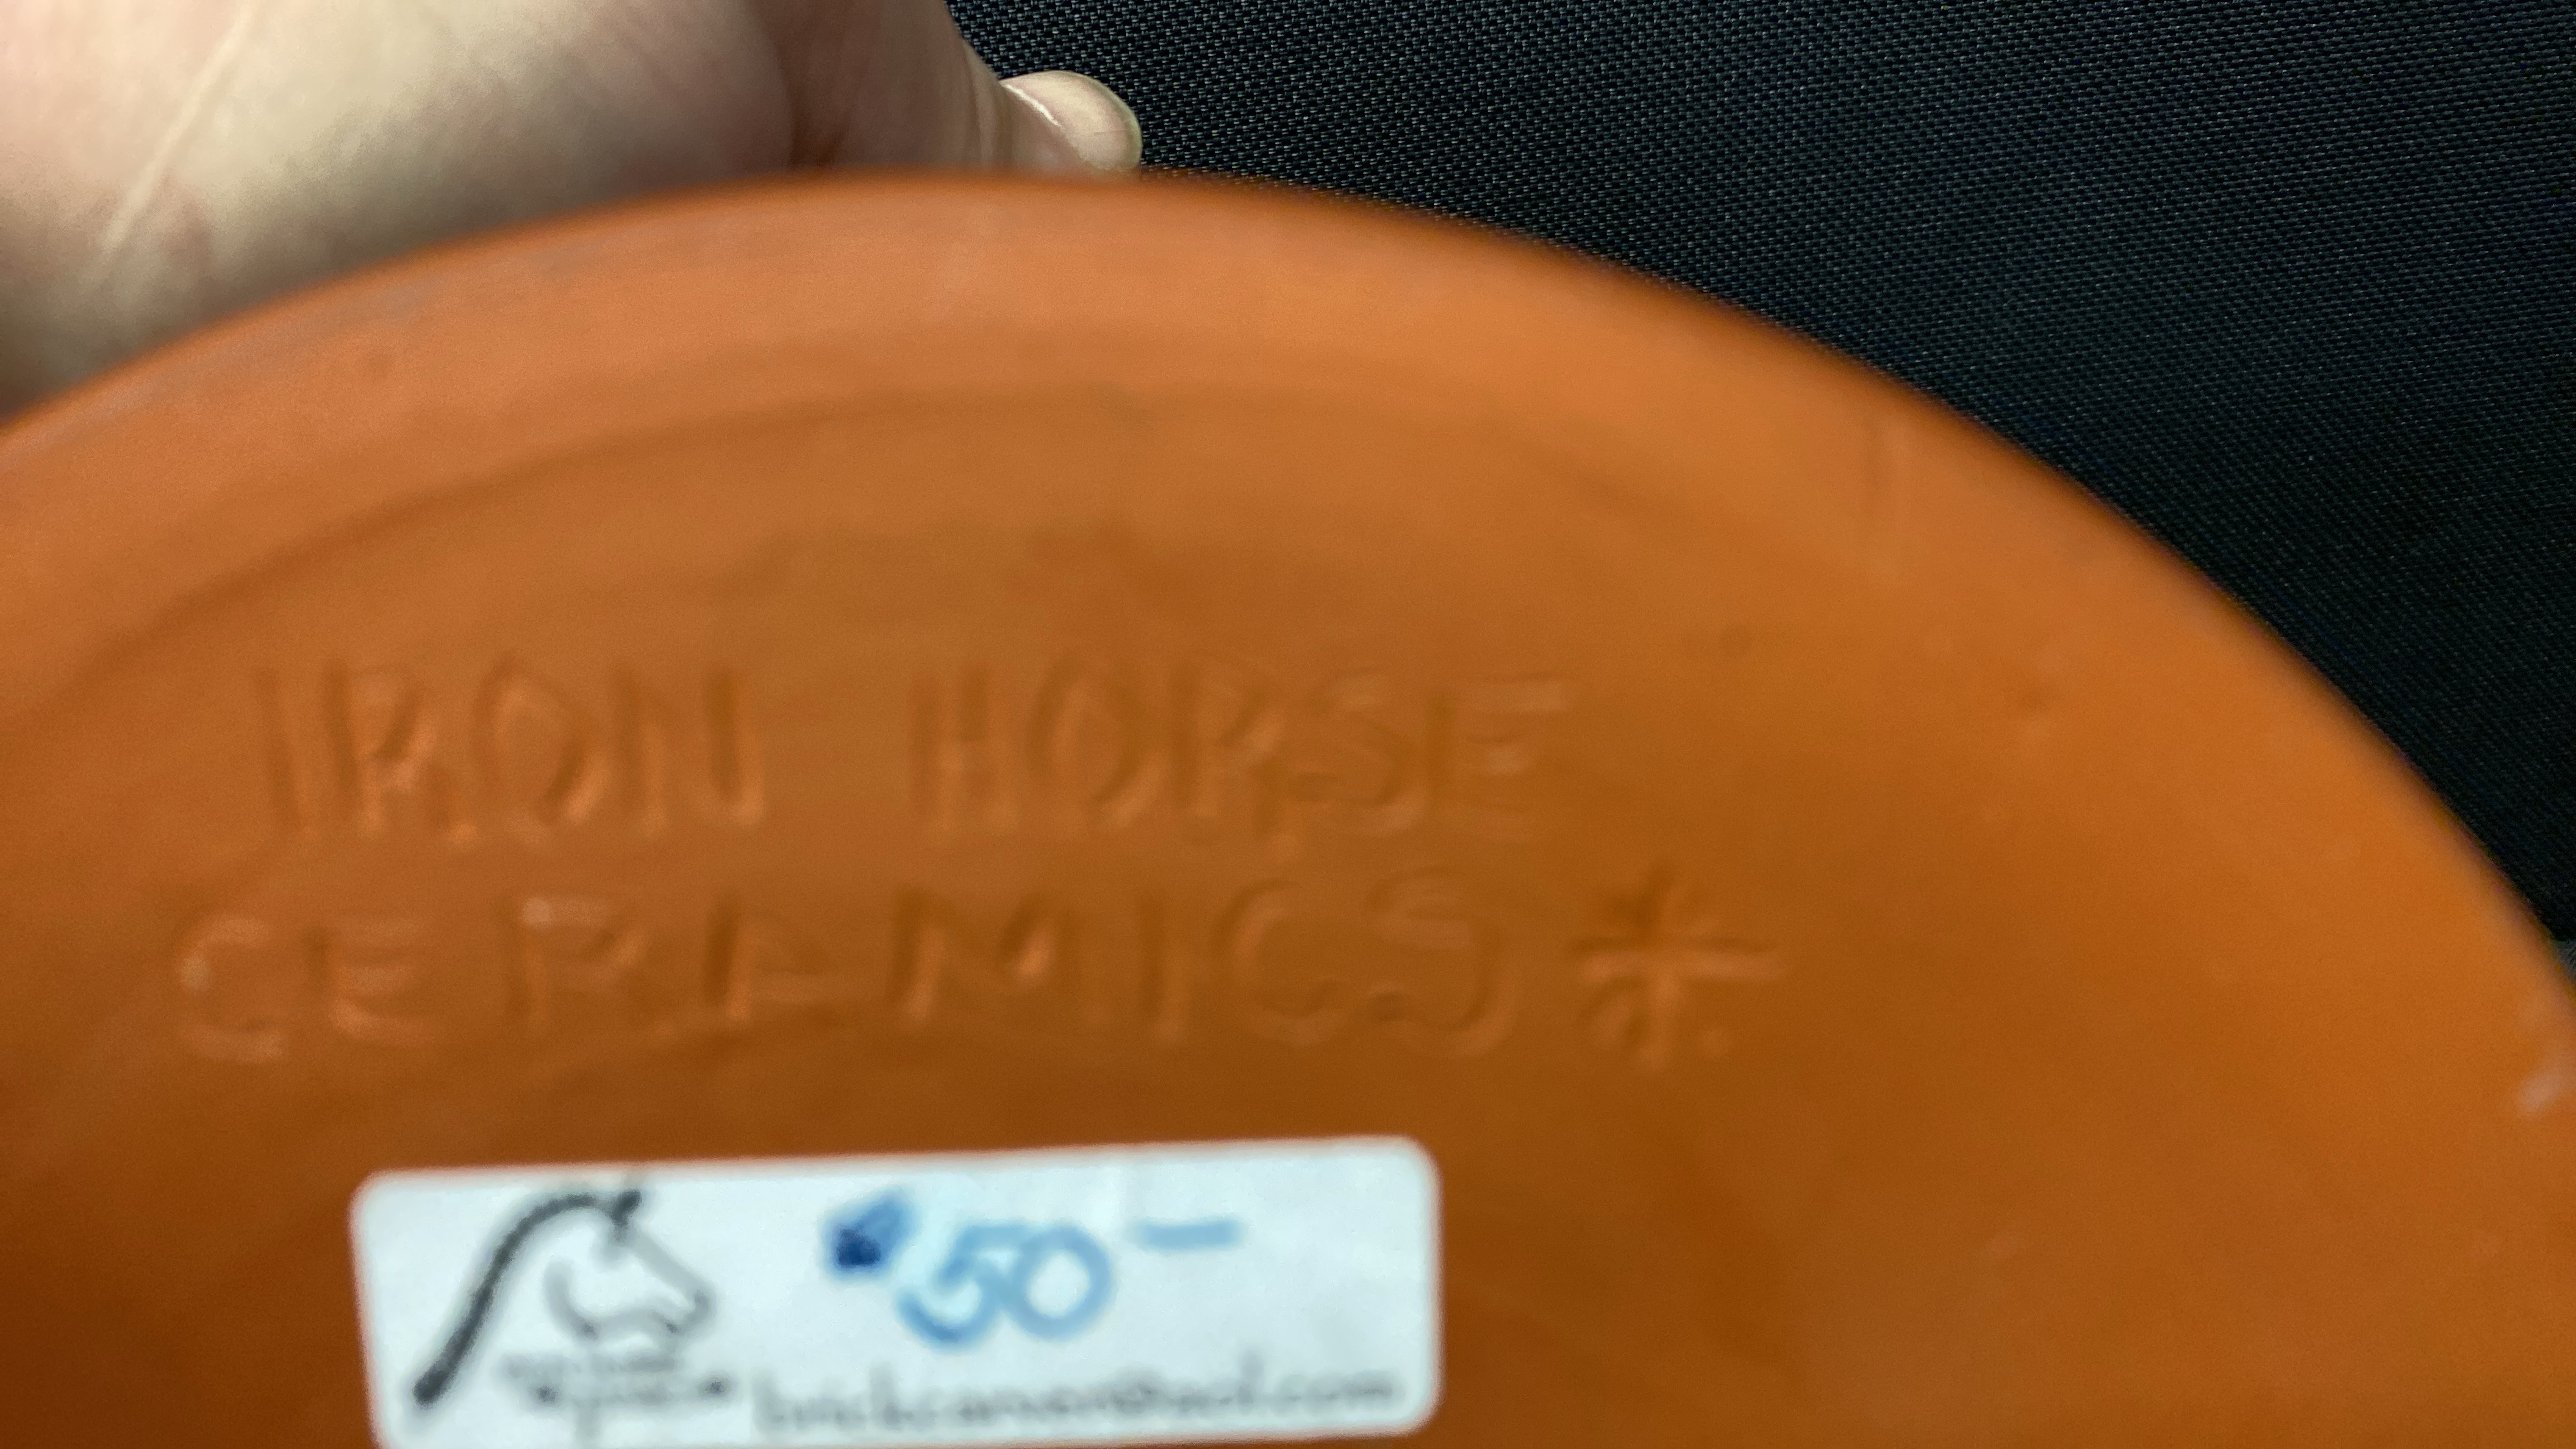 IRON HORSE
CERAMICS *
$50—